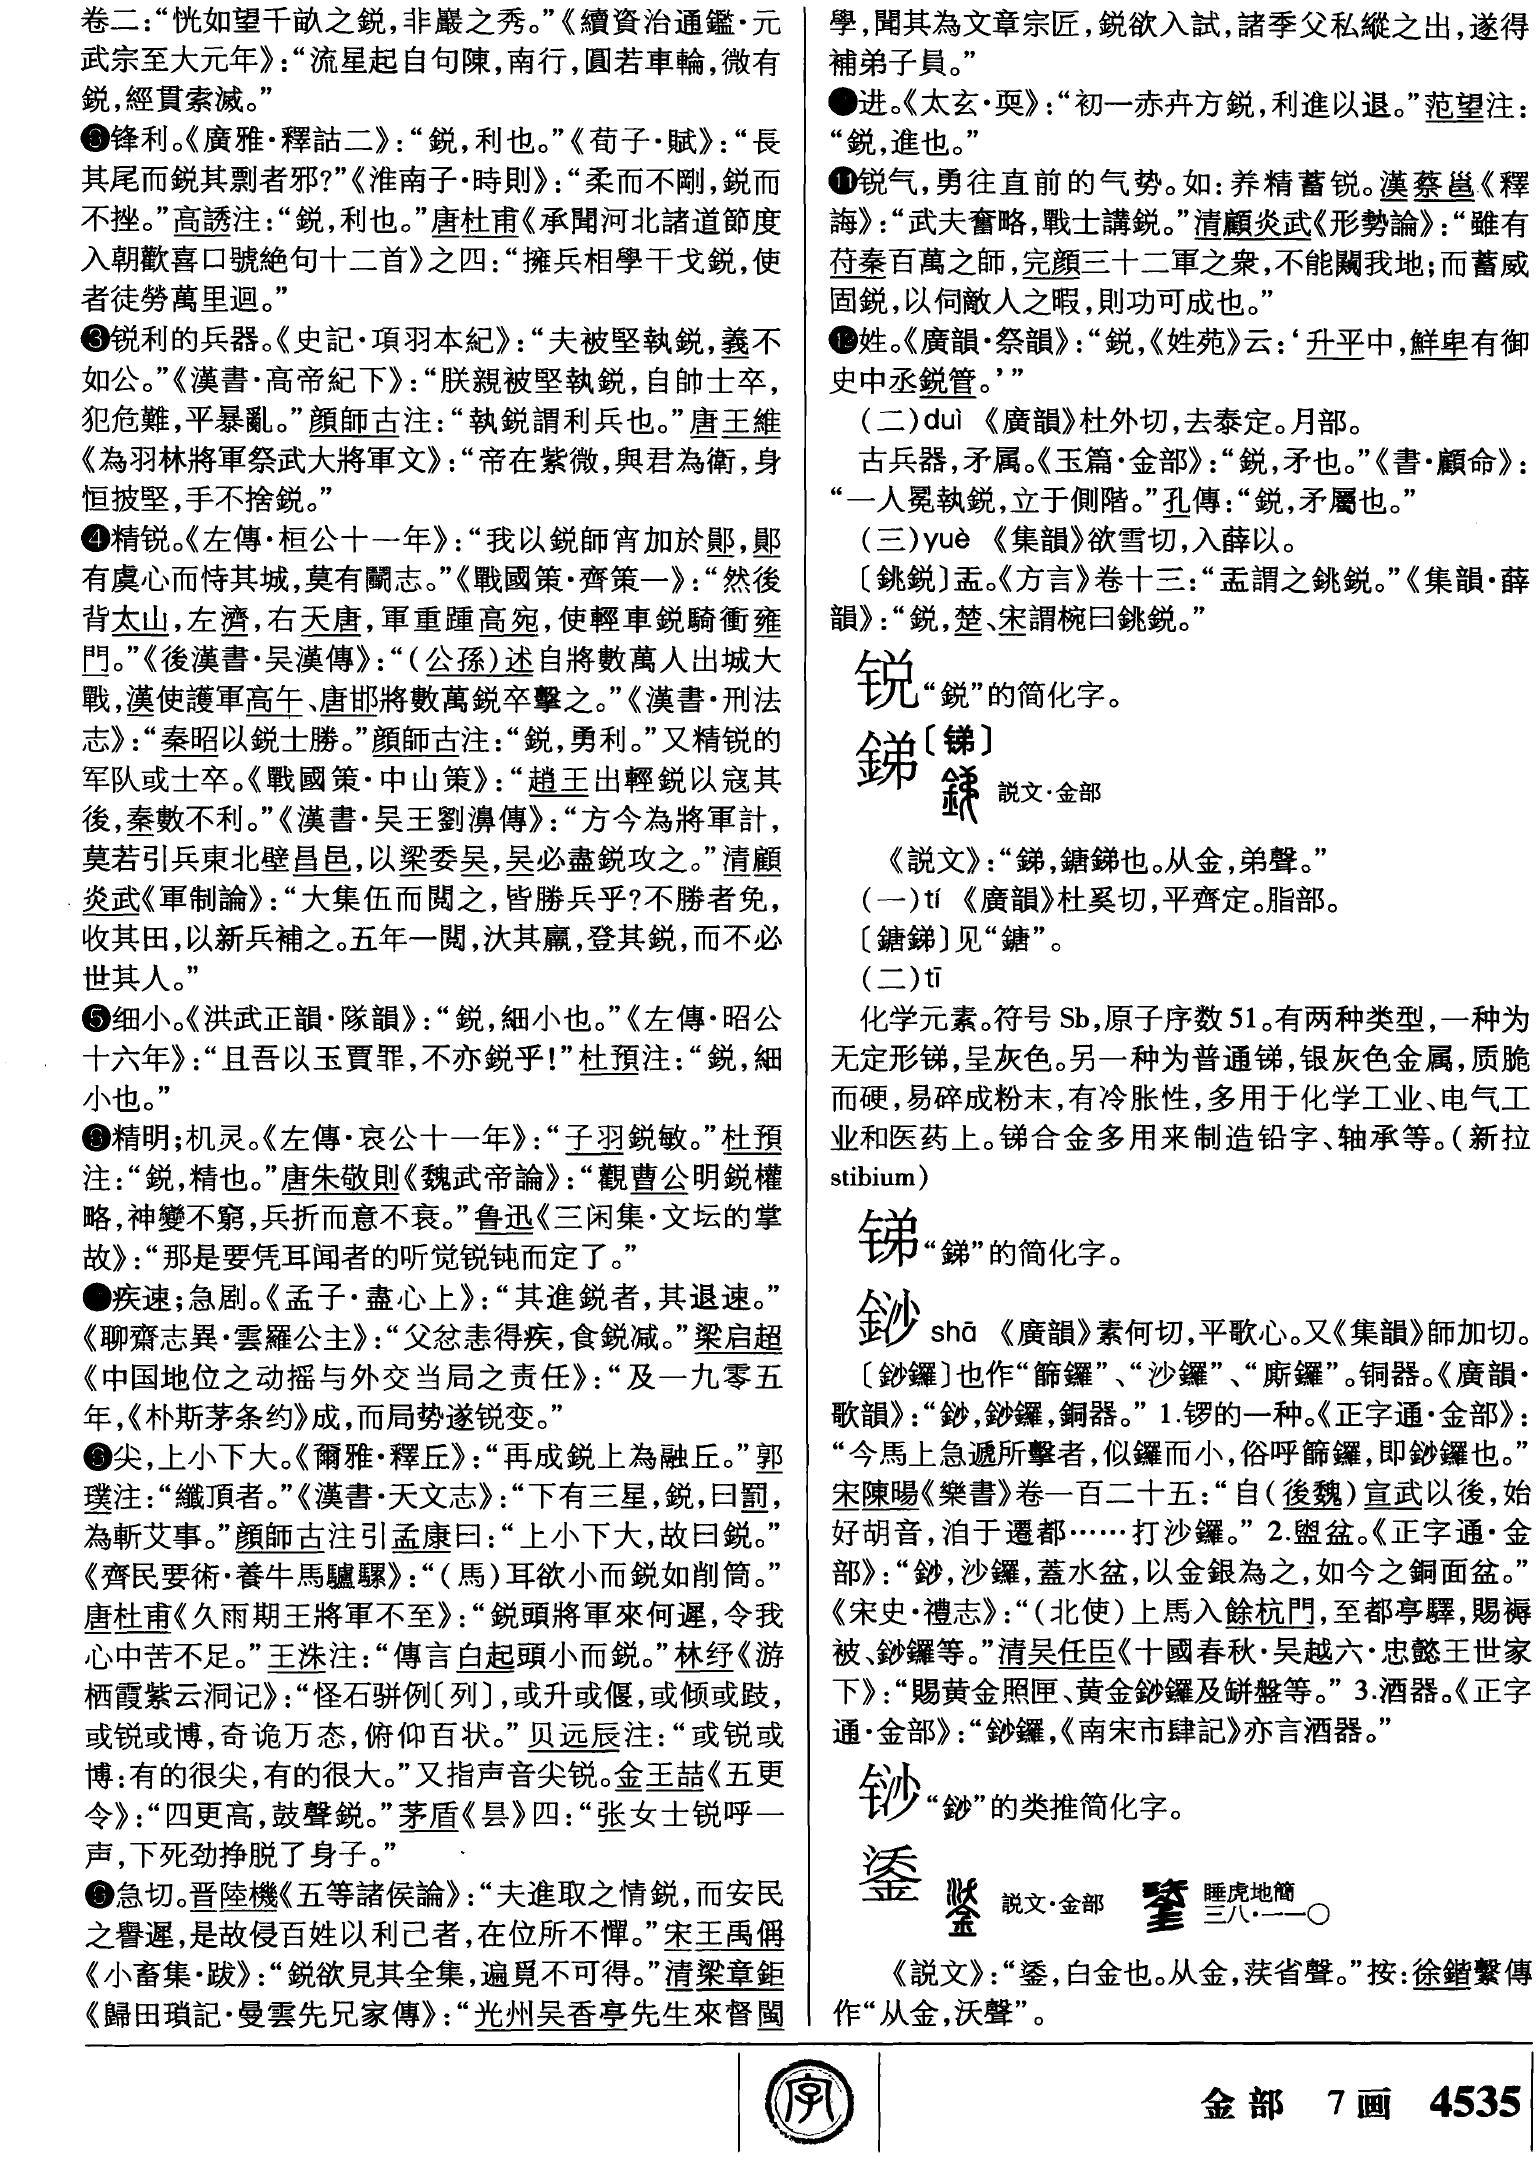 卷二：“恍如望千畝之鋭，非巖之秀。”《續資治通鑑·元
武宗至大元年》：“流星起自句陳，南行，圓若車輪，微有
鋭，經貫索滅。”
锋利。《廣雅·釋詁二》：“鋭，利也。”《荀子·賦》：“長
其尾而鋭其剽者邪？”《淮南子·時則》：“柔而不剛，鋭而
不挫。”高誘注：“鋭，利也。”唐杜甫《承聞河北諸道節度
入朝歡喜口號絶句十二首》之四：“擁兵相學干戈鋭，使
者徒勞萬里迴。”
❸锐利的兵器。《史記·項羽本紀》：“夫被堅執鋭，義不
如公。”《漢書·高帝紀下》：“朕親被堅執鋭，自帥士卒，
犯危難，平暴亂。”顔師古注：“執鋭謂利兵也。”唐王維
《為羽林將軍祭武大將軍文》：“帝在紫微，與君為衛，身
恒披堅，手不捨鋭。”
❹精锐。《左傳·桓公十一年》：“我以鋭師宵加於鄖，鄖
有虞心而恃其城，莫有鬭志。”《戰國策·齊策一》：“然後
背太山，左濟，右天唐，軍重踵高宛，使輕車鋭騎衝雍
門。”《後漢書·吴漢傳》：“（公孫）述自將數萬人出城大
戰，漢使護軍高午、唐邯將數萬鋭卒擊之。”《漢書·刑法
志》：“秦昭以鋭士勝。”顔師古注：“鋭，勇利。”又精锐的
军队或士卒。《戰國策·中山策》：“趙王出輕鋭以寇其
後，秦數不利。”《漢書·吴王劉濞傳》：“方今為將軍計，
莫若引兵東北壁昌邑，以梁委吴，吴必盡鋭攻之。”清顧
炎武《軍制論》：“大集伍而閲之，皆勝兵乎？不勝者免，
收其田，以新兵補之。五年一閲，汰其羸，登其鋭，而不必
世其人。”
❺细小。《洪武正韻·隊韻》：“鋭，細小也。”《左傳·昭公
十六年》：“且吾以玉賈罪，不亦鋭乎！”杜預注：“鋭，細
小也。”
精明；机灵。《左傳·哀公十一年》：“子羽鋭敏。”杜預
注：“鋭，精也。”唐朱敬則《魏武帝論》：“觀曹公明鋭權
略，神變不窮，兵折而意不衰。”鲁迅《三闲集·文坛的掌
故》：“那是要凭耳闻者的听觉锐钝而定了。”
疾速；急剧。《孟子·盡心上》：“其進鋭者，其退速。”
《聊齋志異·雲羅公主》：“父忿恚得疾，食鋭减。”梁启超
《中国地位之动摇与外交当局之责任》：“及一九零五
年，《朴斯茅条约》成，而局势遂锐变。”
尖，上小下大。《爾雅·釋丘》：“再成鋭上為融丘。”郭
璞注：“纖頂者。”《漢書·天文志》：“下有三星，鋭，曰罰，
為斬艾事。”顔師古注引孟康曰：“上小下大，故曰鋭。”
《齊民要術·養牛馬驢騾》：“（馬）耳欲小而鋭如削筒。”
唐杜甫《久雨期王將軍不至》：“鋭頭將軍來何遲，令我
心中苦不足。”王洙注：“傳言白起頭小而鋭。”林纾《游
栖霞紫云洞记》：“怪石骈例〔列〕，或升或偃，或倾或跂，
或锐或博，奇诡万态，俯仰百状。”贝远辰注：“或锐或
博：有的很尖，有的很大。”又指声音尖锐。金王喆《五更
令》：“四更高，鼓聲鋭。”茅盾《昙》四：“张女士锐呼一
声，下死劲挣脱了身子。”
急切。晋陸機《五等諸侯論》：“夫進取之情鋭，而安民
之譽遲，是故侵百姓以利己者，在位所不憚。”宋王禹偁
《小畜集·跋》：“鋭欲見其全集，遍覓不可得。”清梁章鉅
《歸田瑣記·曼雲先兄家傳》：“光州吴香亭先生來督閩
學，聞其為文章宗匠，鋭欲入試，諸季父私縱之出，遂得
補弟子員。”
进。《太玄·耎》：“初一赤卉方鋭，利進以退。”范望注：
“鋭，進也。”
⓫锐气，勇往直前的气势。如：养精蓄锐。漢蔡邕《釋
誨》：“武夫奮略，戰士講鋭。”清顧炎武《形勢論》：“雖有
苻秦百萬之師，完顔三十二軍之衆，不能闚我地；而蓄威
固鋭，以伺敵人之暇，則功可成也。”
⓬姓。《廣韻·祭韻》：“鋭，《姓苑》云：‘升平中，鮮卑有御
史中丞鋭管。’”
（二）duì 《廣韻》杜外切，去泰定。月部。
古兵器，矛属。《玉篇·金部》：“鋭，矛也。”《書·顧命》：
“一人冕執鋭，立于側階。”孔傳：“鋭，矛屬也。”
（三）yuè 《集韻》欲雪切，入薛以。
〔銚鋭〕盂。《方言》卷十三：“盂謂之銚鋭。”《集韻·薛
韻》：“鋭，楚、宋謂椀曰銚鋭。”
锐“鋭”的简化字。
銻〔锑〕
説文·金部
《説文》：“銻，鎕銻也。从金，弟聲。”
（一）tí 《廣韻》杜奚切，平齊定。脂部。
〔鎕銻〕见“鎕”。
（二）tī
化学元素。符号 Sb，原子序数 51。有两种类型，一种为
无定形锑，呈灰色。另一种为普通锑，银灰色金属，质脆
而硬，易碎成粉末，有冷胀性，多用于化学工业、电气工
业和医药上。锑合金多用来制造铅字、轴承等。（新拉
stibium）
锑“銻”的简化字。
鈔 shā 《廣韻》素何切，平歌心。又《集韻》師加切。
〔鎩鑼〕也作“篩鑼”、“沙鑼”、“廝鑼”。铜器。《廣韻·
歌韻》：“，鑼，銅器。” 1.锣的一种。《正字通·金部》：
“今馬上急遞所擊者，似鑼而小，俗呼篩鑼，即鑼也。”
宋陳暘《樂書》卷一百二十五：“自（後魏）宣武以後，始
好胡音，洎于遷都……打沙鑼。” 2.盥盆。《正字通·金
部》：“，沙鑼，蓋水盆，以金銀為之，如今之銅面盆。”
《宋史·禮志》：“（北使）上馬入餘杭門，至都亭驛，賜褥
被、鑼等。”清吴任臣《十國春秋·吴越六·忠懿王世家
下》：“賜黄金照匣、黄金鑼及缾盤等。” 3.酒器。《正字
通·金部》：“鑼，《南宋市肆記》亦言酒器。”
“”的类推简化字。
鋈
説文·金部
睡虎地簡
三八·一一〇
《説文》：“鋈，白金也。从金，茨省聲。”按：徐鍇繫傳
作“从金，沃聲”。
字
金部 7画 4535